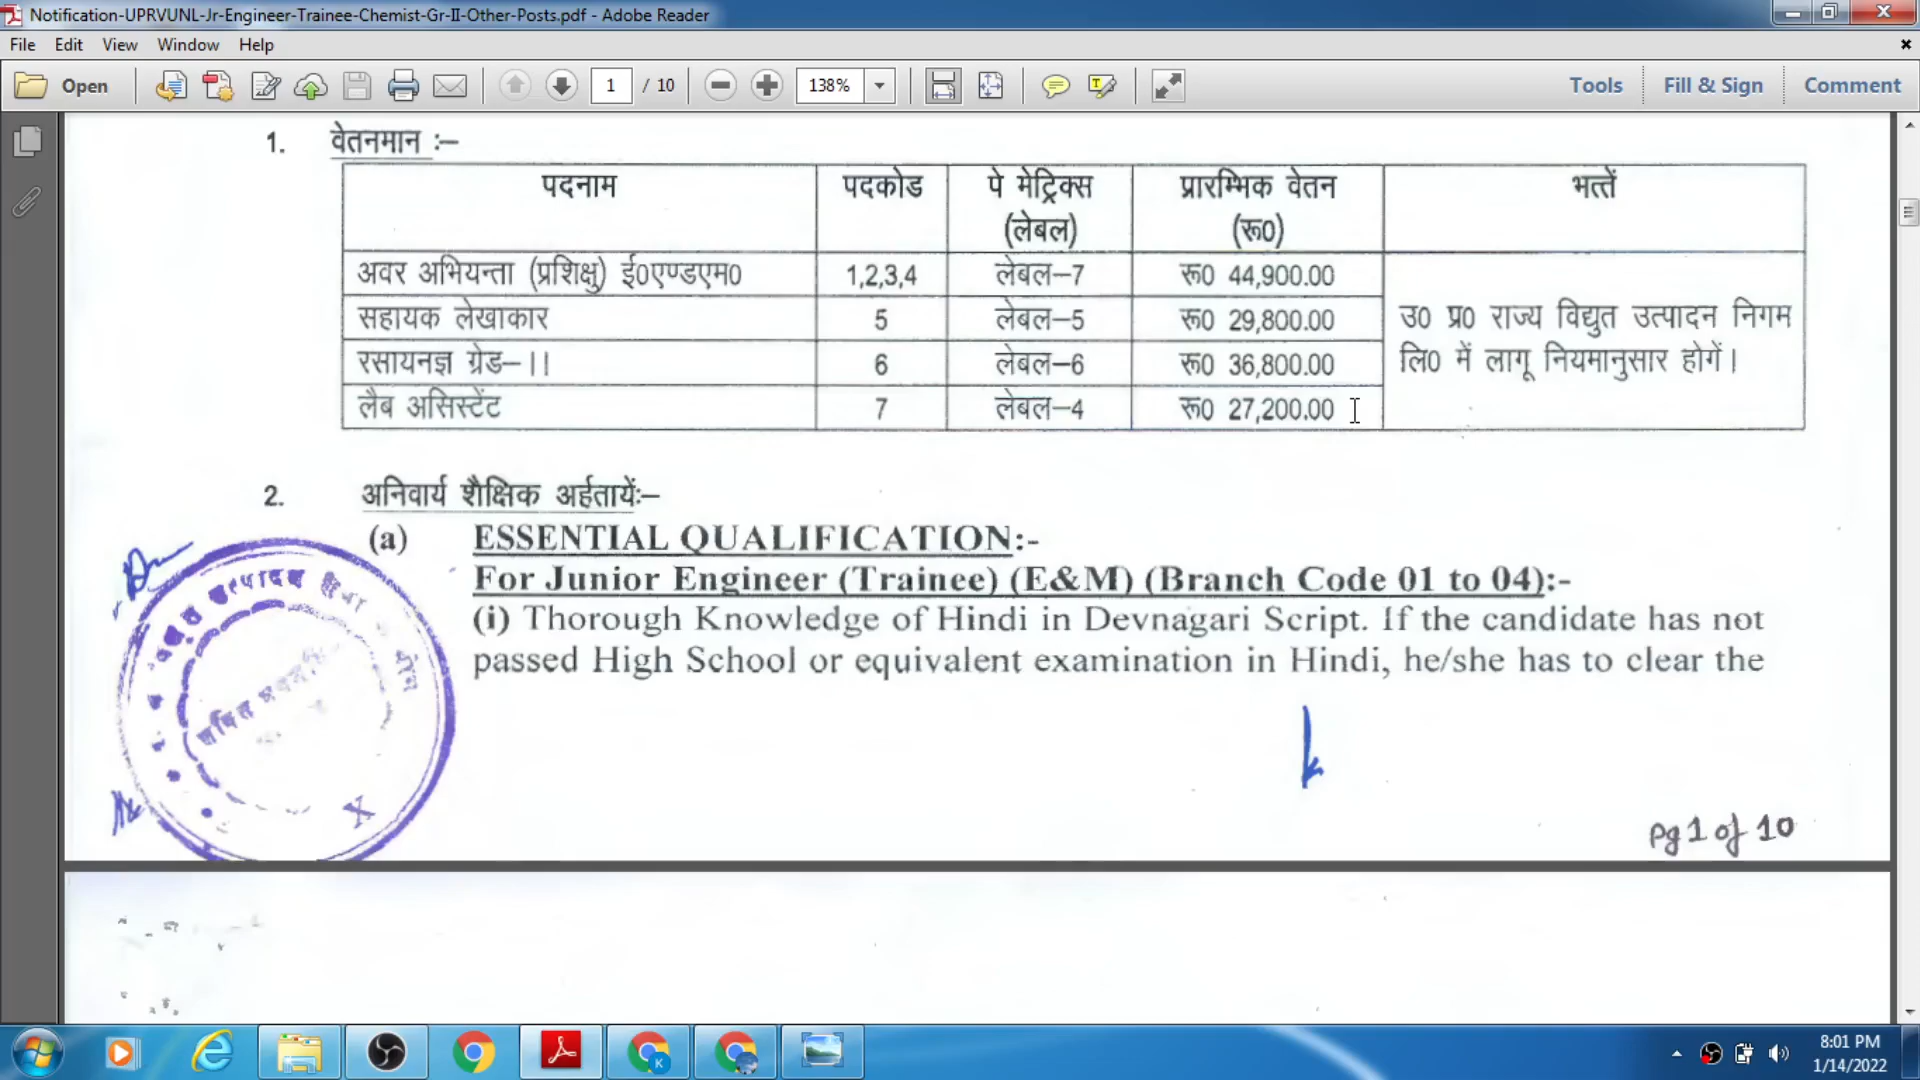 Notification-UPRVUNL-Jr-Engineer-Trainee-Chemist-Gr-II-Other-Posts.pdf - Adobe Reader
File Edit View Window Help
Open 1 / 10 138% Tools Fill & Sign Comment
1. वेतनमान :–
पदनाम पदकोड पे मेट्रिक्स (लेबल) प्रारम्भिक वेतन (रू0) भत्तें
अवर अभियन्ता (प्रशिक्षु) ई0एण्डएम0 1,2,3,4 लेबल–7 रू0 44,900.00
सहायक लेखाकार 5 लेबल–5 रू0 29,800.00
रसायनज्ञ ग्रेड–।। 6 लेबल–6 रू0 36,800.00
लैब असिस्टेंट 7 लेबल–4 रू0 27,200.00
उ0 प्र0 राज्य विद्युत उत्पादन निगम
लि0 में लागू नियमानुसार होगें।
2. अनिवार्य शैक्षिक अर्हतायेंः–
(a) ESSENTIAL QUALIFICATION:-
For Junior Engineer (Trainee) (E&M) (Branch Code 01 to 04):-
(i) Thorough Knowledge of Hindi in Devnagari Script. If the candidate has not
passed High School or equivalent examination in Hindi, he/she has to clear the
pg 1 of 10
8:01 PM
1/14/2022